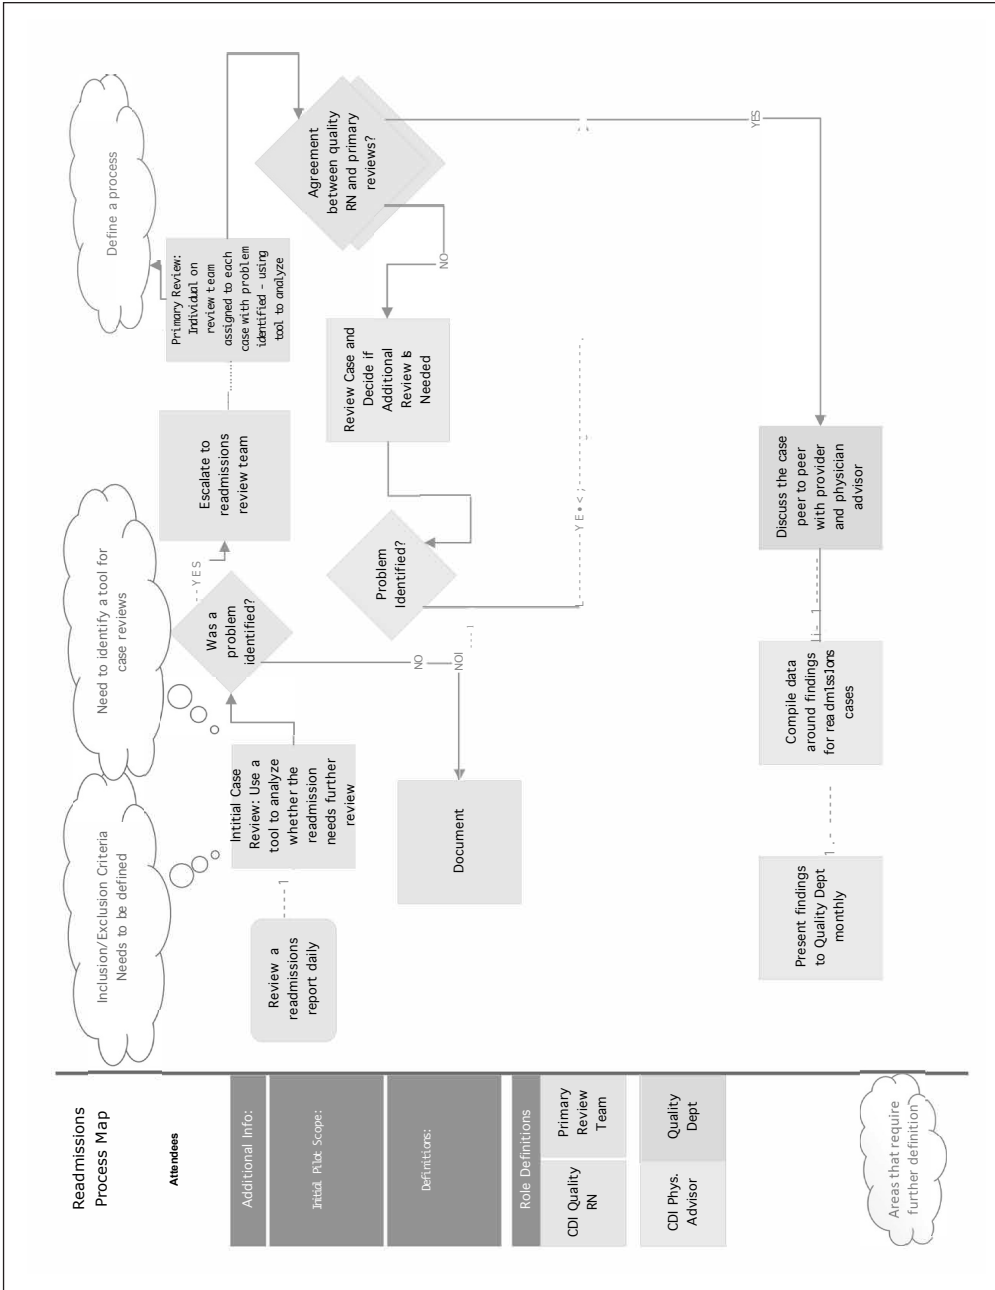 Readmissions
Process Map
Attendees
Additional Info:
Initial Pilot Scope:
Definitions:
Role Definitions
CDI Quality
RN
Primary
Review
Team
CDI Phys.
Advisor
Quality
Dept
Areas that require
further definition
Inclusion/Exclusion Criteria
Needs to be defined
Need to identify a tool for
case reviews
Define a process
Review a
readmissions
report daily
Intitial Case
Review: Use a
tool to analyze
whether the
readmission
needs further
review
Was a
problem
identified?
YES
Escalate to
readmissions
review team
Primary Review:
Individual on
review team
assigned to each
case with problem
identified - using
tool to analyze
Agreement
between quality
RN and primary
reviews?
NO
Review Case and
Decide if
Additional
Review Is
Needed
Problem
Identified?
NO
NOI
Document
YE•<;
YES
Discuss the case
peer to peer
with provider
and physician
advisor
Compile data
around findings
for readm1ss1ons
cases
Present findings
to Quality Dept
monthly